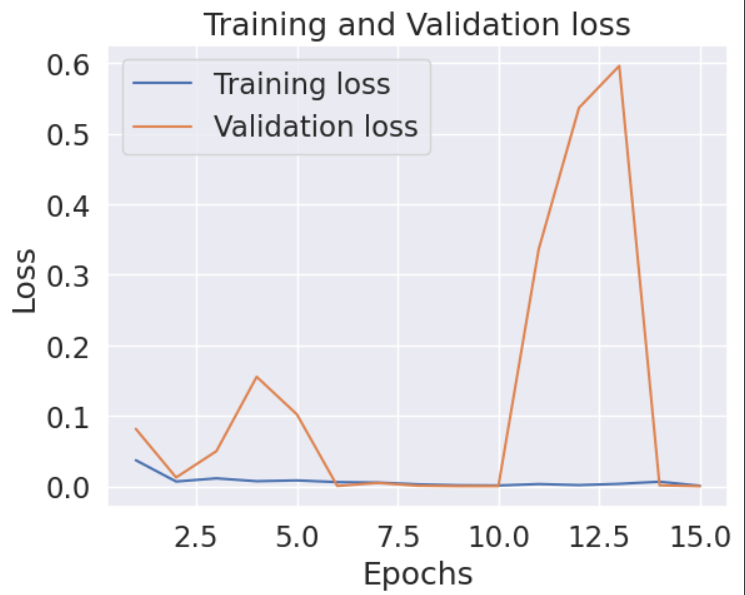 Training and Validation loss
Training loss
Validation loss
Loss
0.6
0.5
0.4
0.3
0.2
0.1
0.0
2.5 5.0 7.5 10.0 12.5 15.0
Epochs